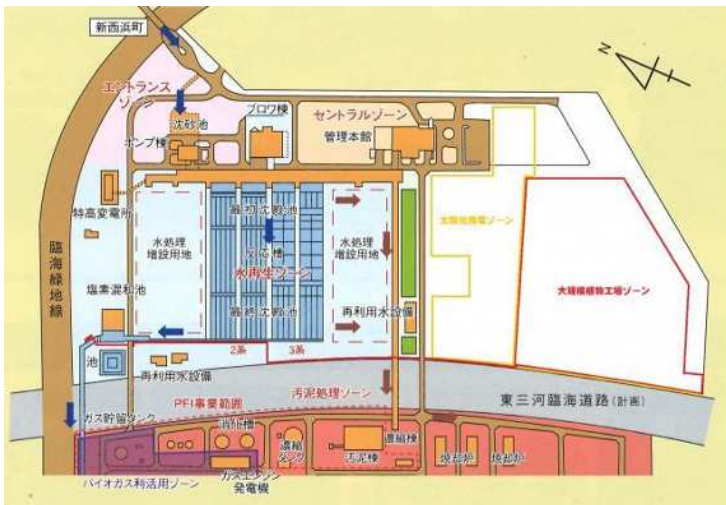 新西浜町
N
エントランス
ゾーン
沈砂池
ポンプ棟
ブロワ棟
セントラルゾーン
管理本館
特高変電所
臨海緑地線
水処理
増設用地
最初沈殿池
反応槽
水再生ゾーン
最終沈殿池
水処理
増設用地
太陽光発電ゾーン
大規模植物工場ゾーン
塩素混和池
再利用水設備
2系
3系
池
再利用水設備
PFI事業範囲
汚泥処理ゾーン
東三河臨海道路(計画)
ガス貯留タンク
消化槽
濃縮
タンク
汚泥棟
濃縮棟
焼却炉
焼却炉
バイオガス利活用ゾーン
ガスエンジン
発電機